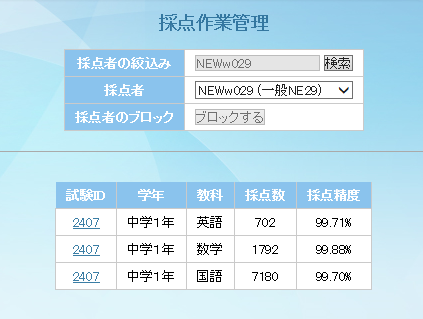 採点作業管理
採点者の絞込み NEWw029 検索
採点者 NEWw029 (一般NE29)
採点者のブロック ブロックする
試験ID 学年 教科 採点数 採点精度
2407 中学1年 英語 702 99.71%
2407 中学1年 数学 1792 99.88%
2407 中学1年 国語 7180 99.70%